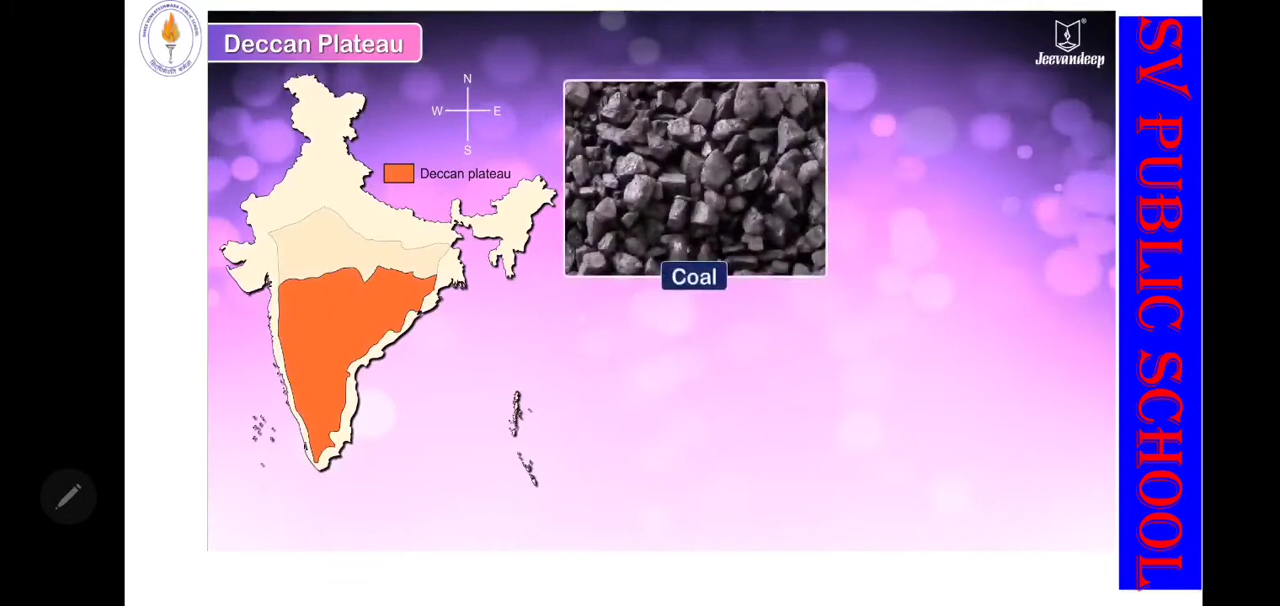 Deccan Plateau
Jeevandeep
N
W
E
S
Deccan plateau
Coal
SV PUBLIC SCHOOL